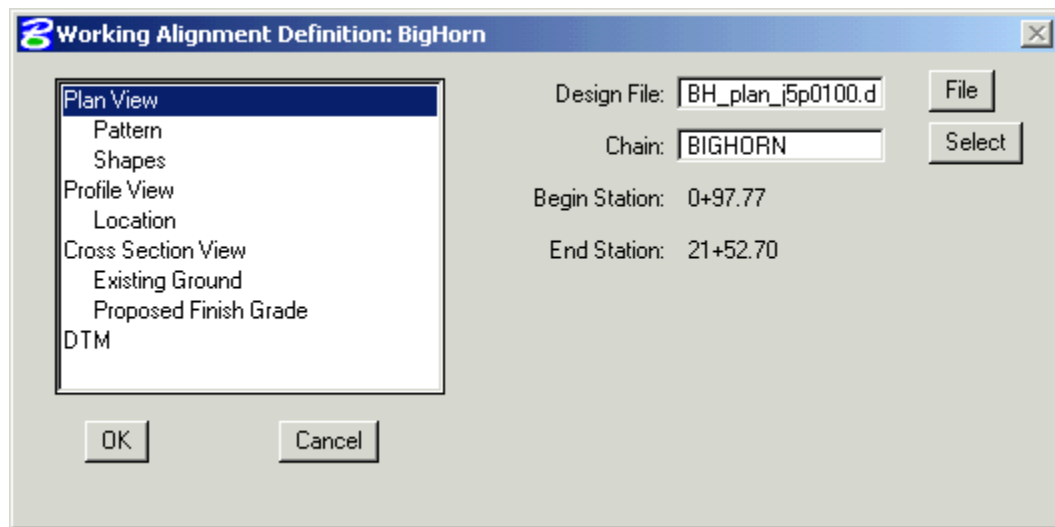 Working Alignment Definition: BigHorn
Plan View
Pattern
Shapes
Profile View
Location
Cross Section View
Existing Ground
Proposed Finish Grade
DTM
Design File: BH_plan_j5p0100.d File
Chain: BIGHORN Select
Begin Station: 0+97.77
End Station: 21+52.70
OK Cancel